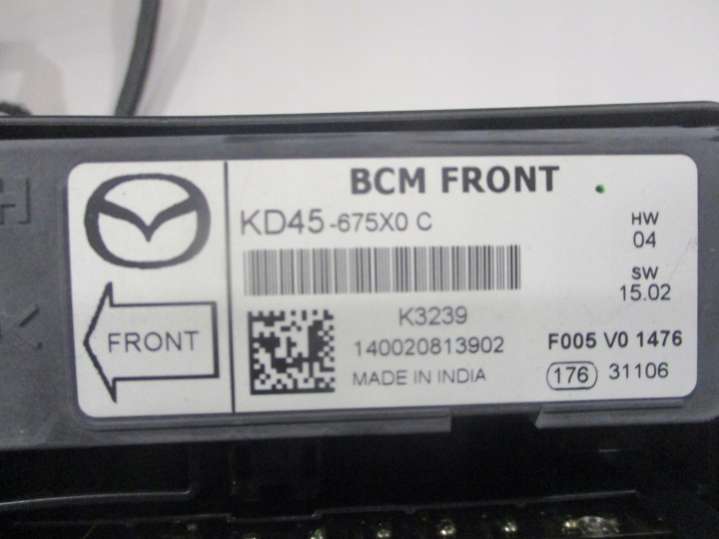 BCM FRONT
KD45-675X0 C
HW
04
SW
15.02
FRONT
K3239
140020813902
MADE IN INDIA
F005 V0 1476
176 31106